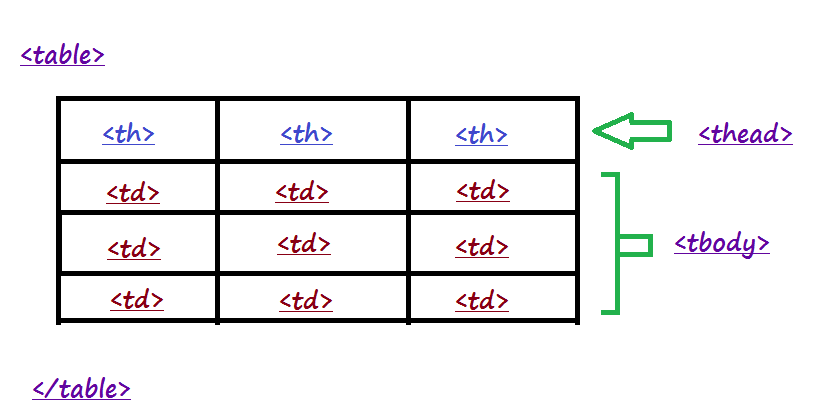 <table>
<th> <th> <th> <thead>
<td> <td> <td>
<td> <td> <td> <tbody>
<td> <td> <td>
</table>